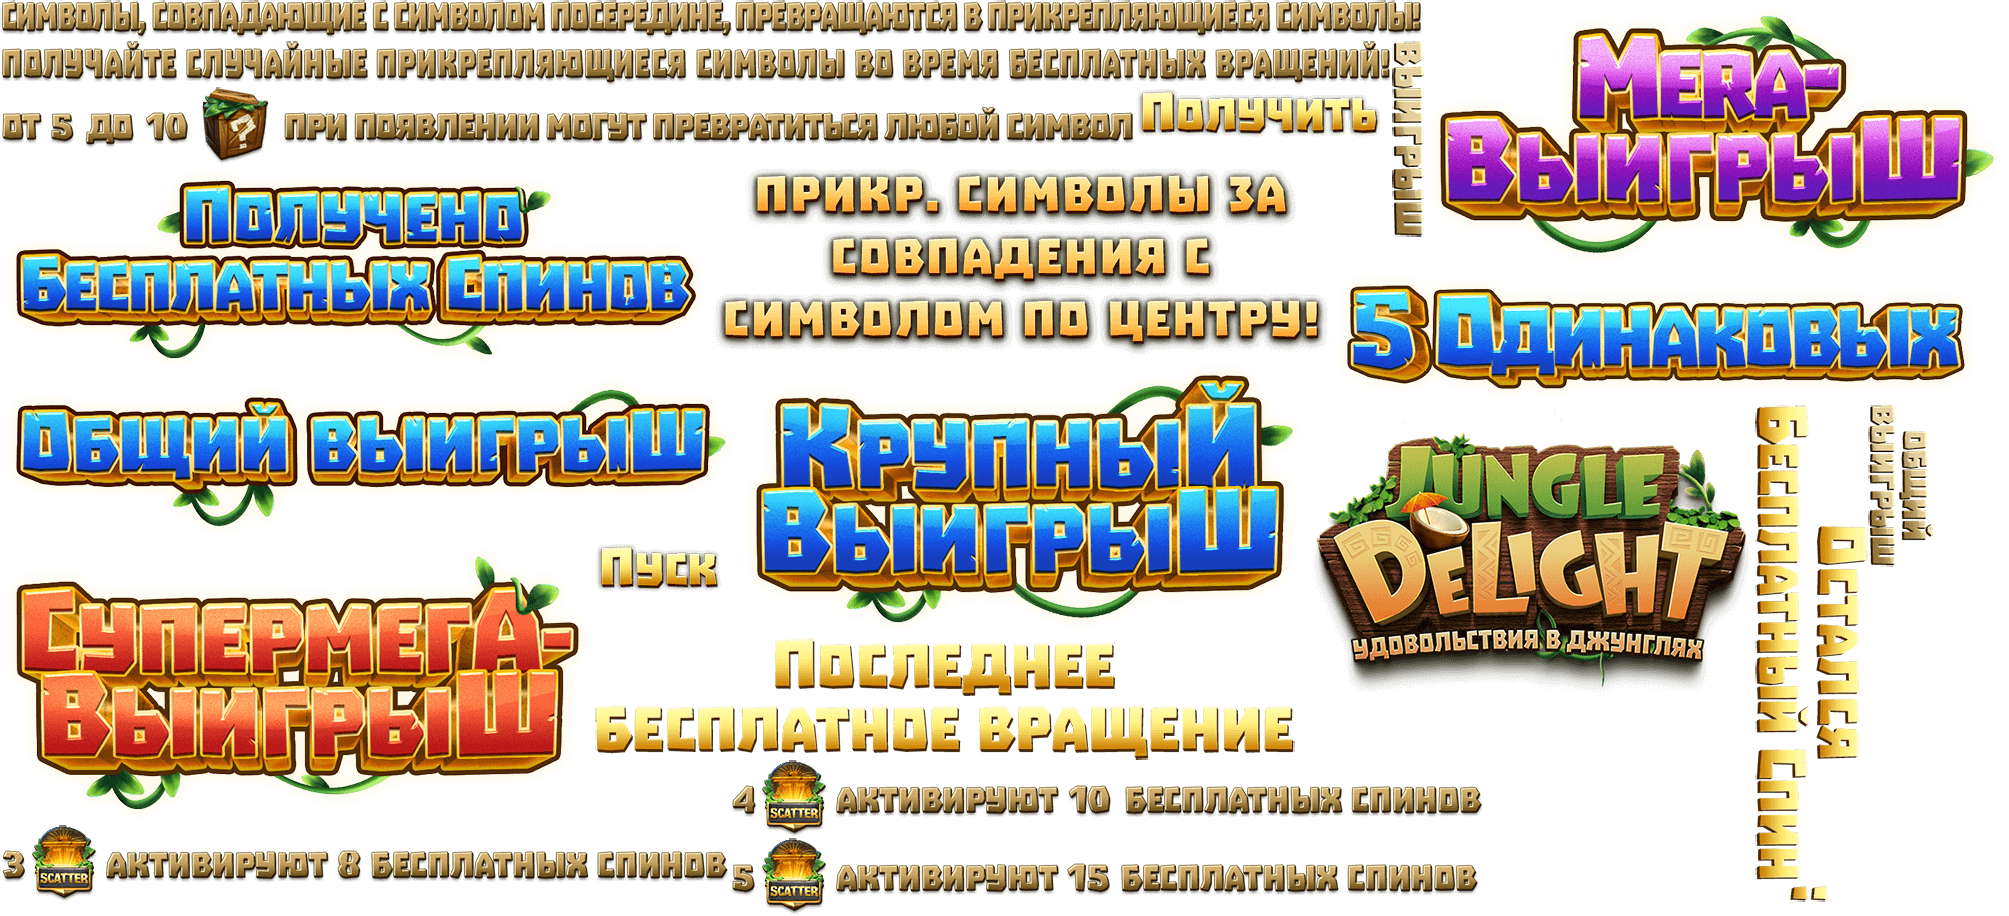 СИМВОЛЫ, СОВПАДАЮЩИЕ С СИМВОЛОМ ПОСЕРЕДИНЕ, ПРЕВРАЩАЮТСЯ В ПРИКРЕПЛЯЮЩИЕСЯ СИМВОЛЫ!
ПОЛУЧАЙТЕ СЛУЧАЙНЫЕ ПРИКРЕПЛЯЮЩИЕСЯ СИМВОЛЫ ВО ВРЕМЯ БЕСПЛАТНЫХ ВРАЩЕНИЙ!
ОТ 5 ДО 10 ? ПРИ ПОЯВЛЕНИИ МОГУТ ПРЕВРАТИТЬСЯ ЛЮБОЙ СИМВОЛ
Получить
ВЫИГРЫШ
Мега-
ВыигрыШ
Получено
Бесплатных Спинов
ПРИКР. СИМВОЛЫ ЗА
СОВПАДЕНИЯ С
СИМВОЛОМ ПО ЦЕНТРУ!
5 Одинаковых
Общий выигрыШ
КрупныЙ
ВыигрыШ
JUNGLE
DELIGHT
УДОВОЛЬСТВИЯ В ДЖУНГЛЯХ
ОБЩИЙ
ВЫИГРЫШ
ОСТАЛСЯ
БЕСПЛАТНЫЙ СПИН:
Пуск
СупермегА-
ВыигрыШ
Последнее
бесплатное вращение
4 SCATTER АКТИВИРУЮТ 10 БЕСПЛАТНЫХ СПИНОВ
3 SCATTER АКТИВИРУЮТ 8 БЕСПЛАТНЫХ СПИНОВ
5 SCATTER АКТИВИРУЮТ 15 БЕСПЛАТНЫХ СПИНОВ